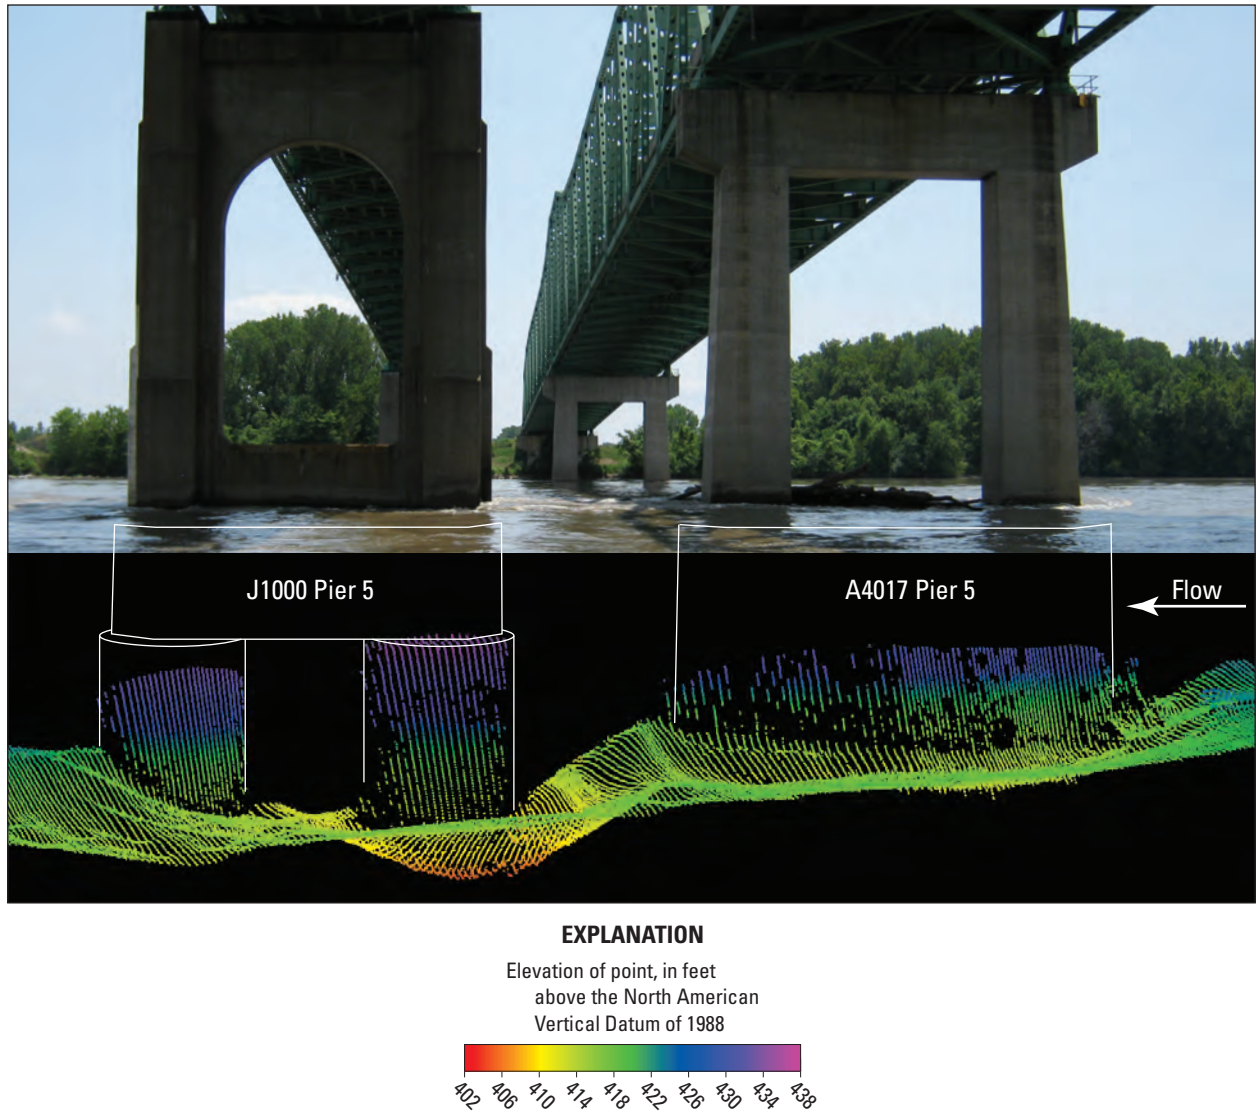 J1000 Pier 5
A4017 Pier 5
Flow
EXPLANATION
Elevation of point, in feet
above the North American
Vertical Datum of 1988
402 406 410 414 418 422 426 430 434 438